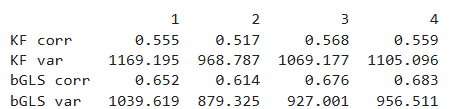 1 2 3 4
KF corr 0.555 0.517 0.568 0.559
KF var 1169.195 968.787 1069.177 1105.096
bGLS corr 0.652 0.614 0.676 0.683
bGLS var 1039.619 879.325 927.001 956.511